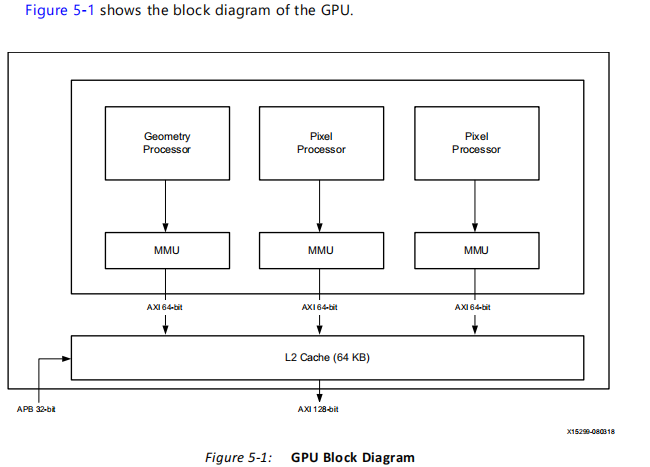 Figure 5-1 shows the block diagram of the GPU.
Geometry
Processor
Pixel
Processor
Pixel
Processor
MMU
MMU
MMU
AXI 64-bit
AXI 64-bit
AXI 64-bit
L2 Cache (64 KB)
APB 32-bit
AXI 128-bit
X15299-080318
Figure 5-1: GPU Block Diagram